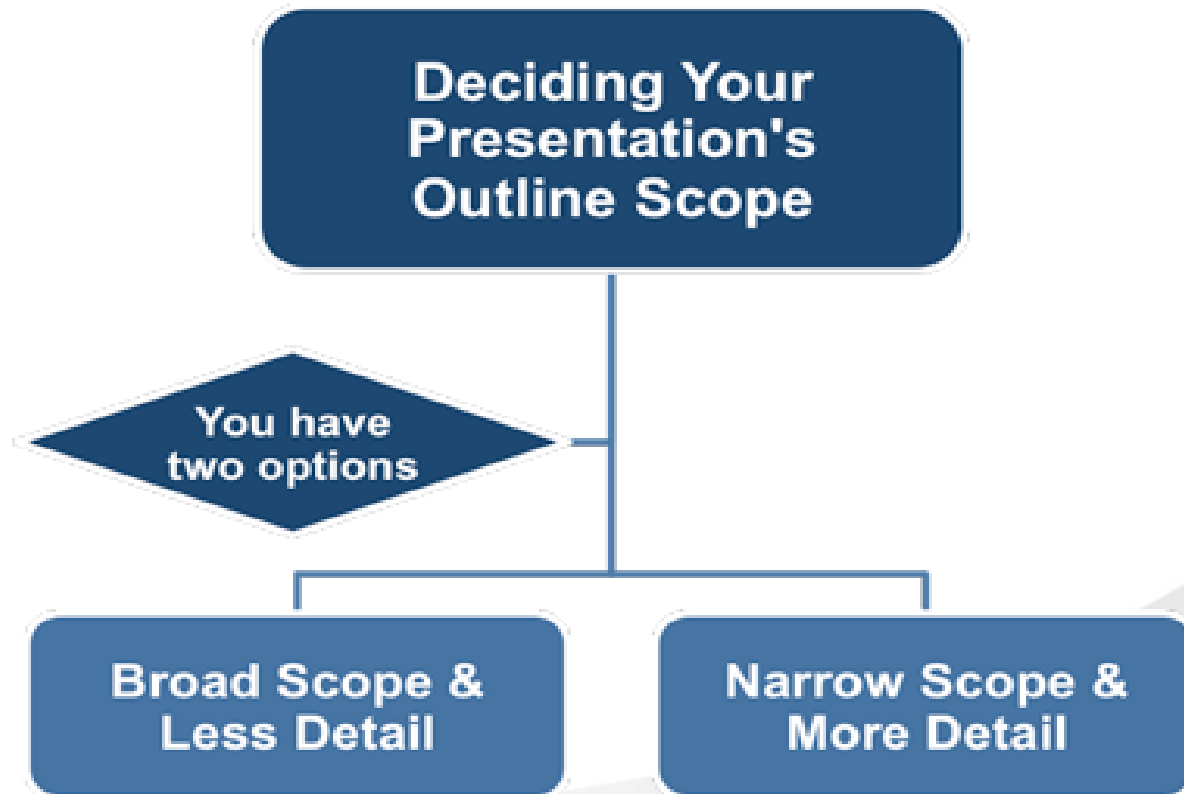 Deciding Your
Presentation's
Outline Scope
You have
two options
Broad Scope &
Less Detail
Narrow Scope &
More Detail